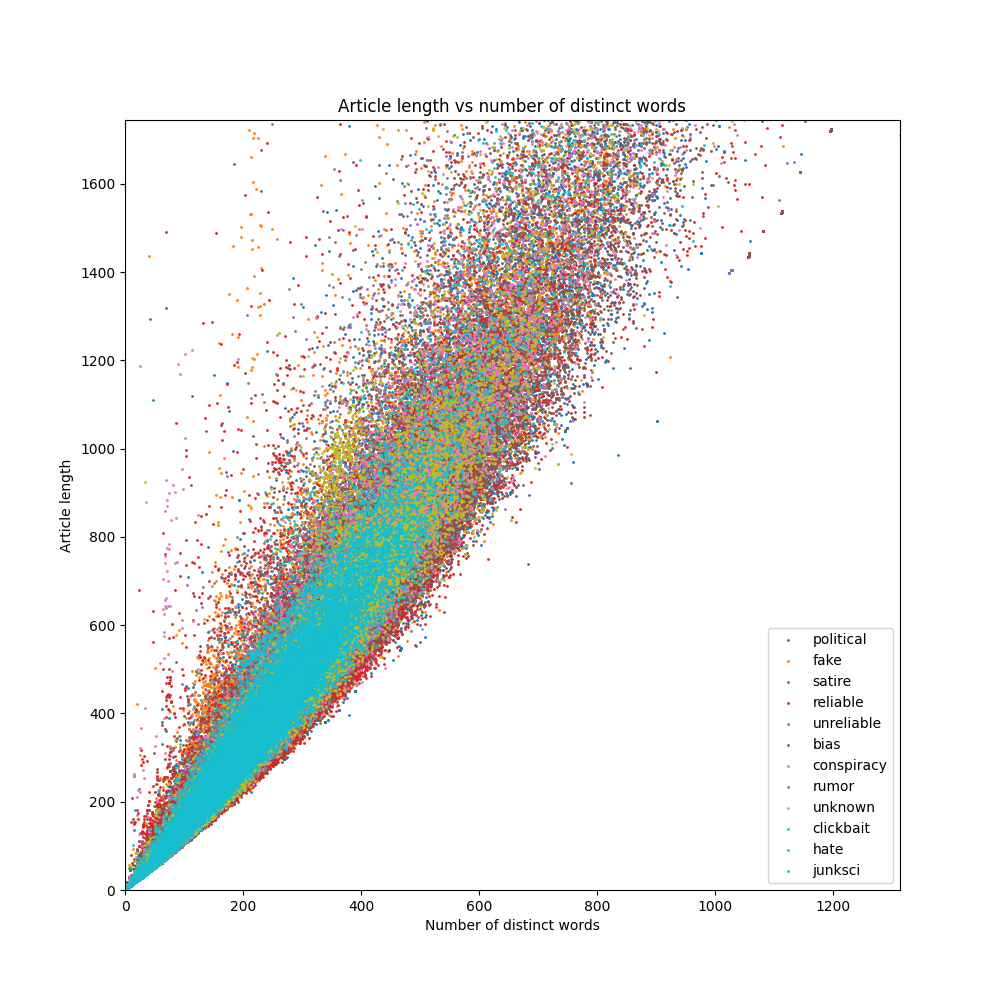 Article length vs number of distinct words
1600
1400
1200
1000
800
600
400
200
0
Article length
0 200 400 600 800 1000 1200
Number of distinct words
political
fake
satire
reliable
unreliable
bias
conspiracy
rumor
unknown
clickbait
hate
junksci